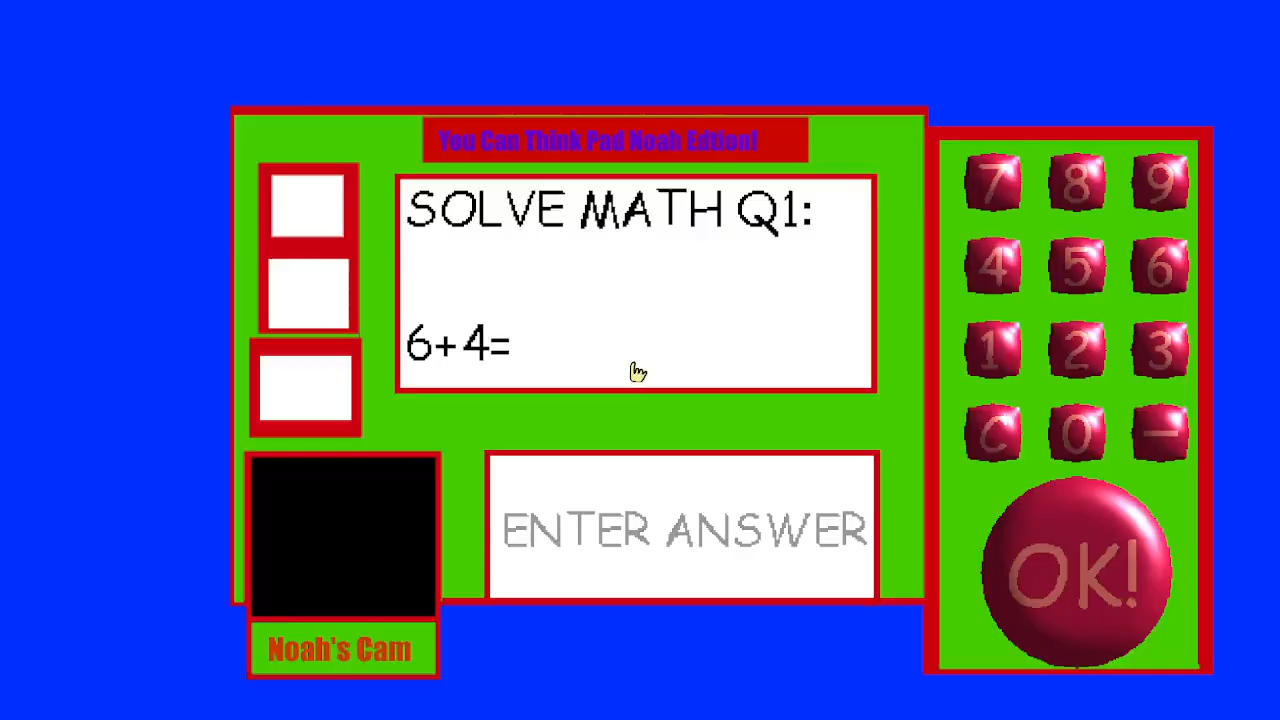 You Can Think Pad Noah Edtion!
SOLVE MATH Q1:
6+4=
ENTER ANSWER
Noah's Cam
7 8 9
4 5 6
1 2 3
C 0 −
OK!